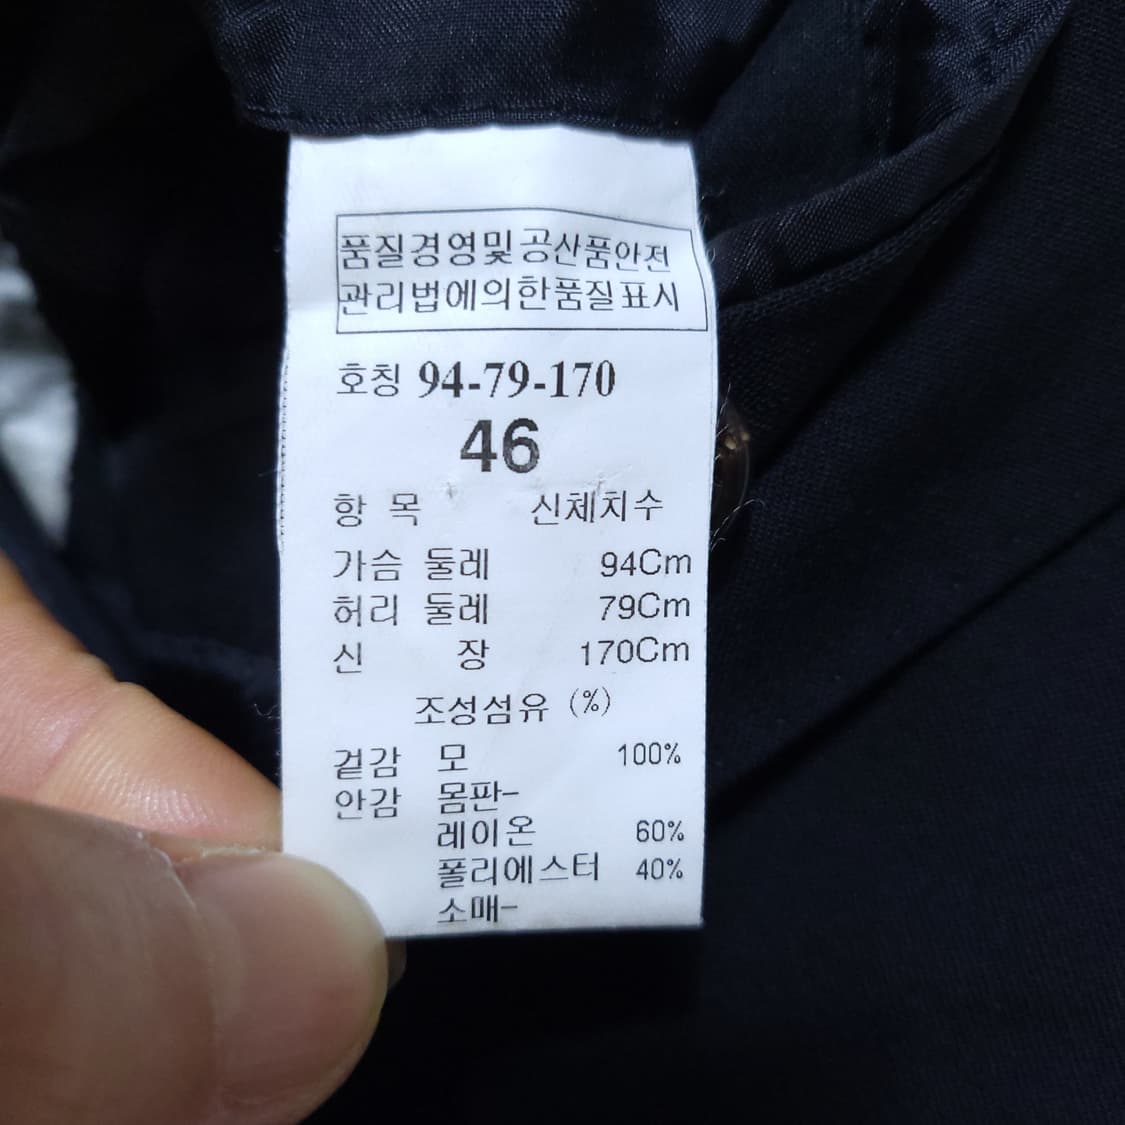 품질경영및공산품안전
관리법에의한품질표시
호칭 94-79-170
46
항 목 신체치수
가슴 둘레 94Cm
허리 둘레 79Cm
신 장 170Cm
조성섬유 (%)
겉감 모 100%
안감 몸판-
레이온 60%
폴리에스터 40%
소매-